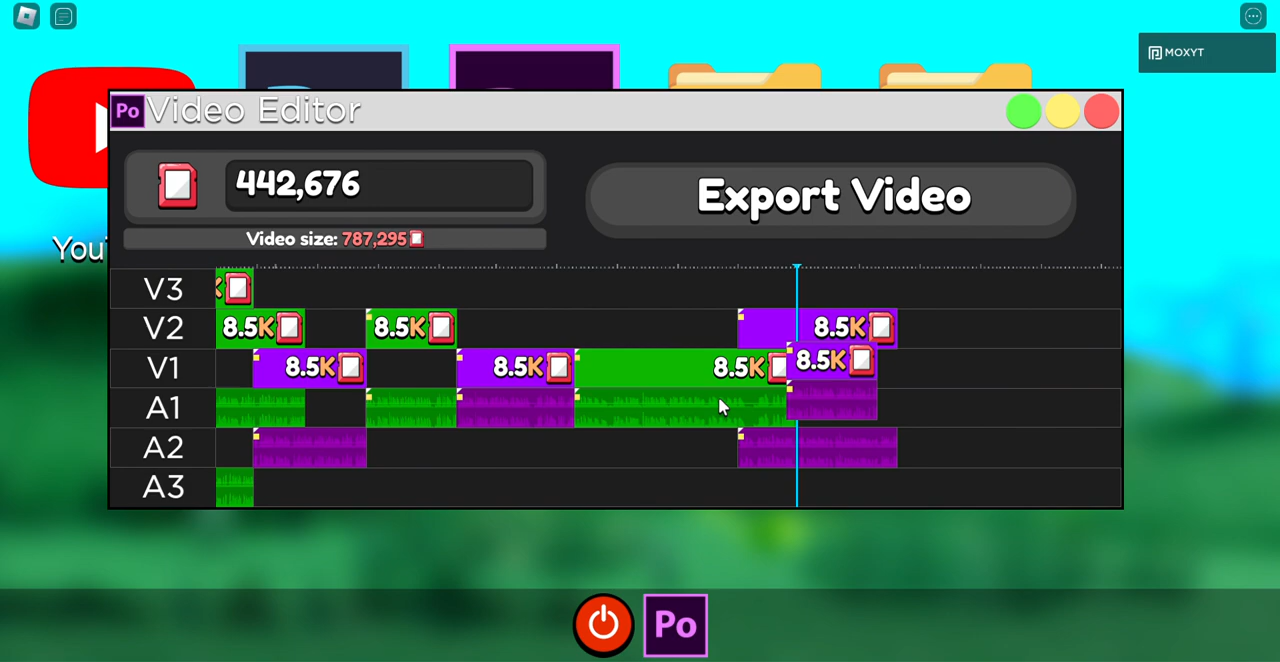 MOXYT
Po Video Editor
442,676
Export Video
Video size: 787,295
You
V3
K
V2
8.5K
8.5K
8.5K
V1
8.5K
8.5K
8.5K
8.5K
A1
A2
A3
Po